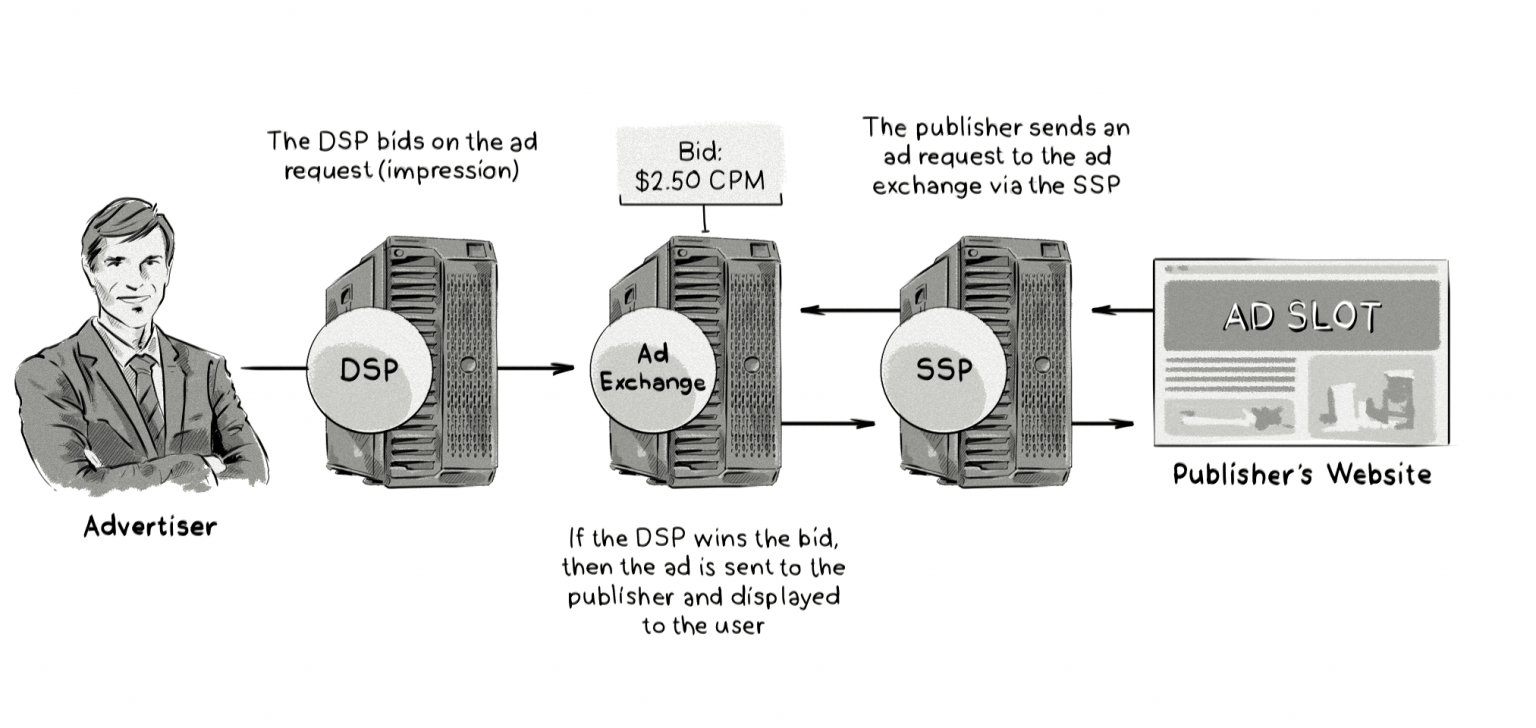 The DSP bids on the ad
request (impression)
Bid:
$2.50 CPM
The publisher sends an
ad request to the ad
exchange via the SSP
DSP
Ad
Exchange
SSP
AD SLOT
Advertiser
Publisher's Website
If the DSP wins the bid,
then the ad is sent to the
publisher and displayed
to the user